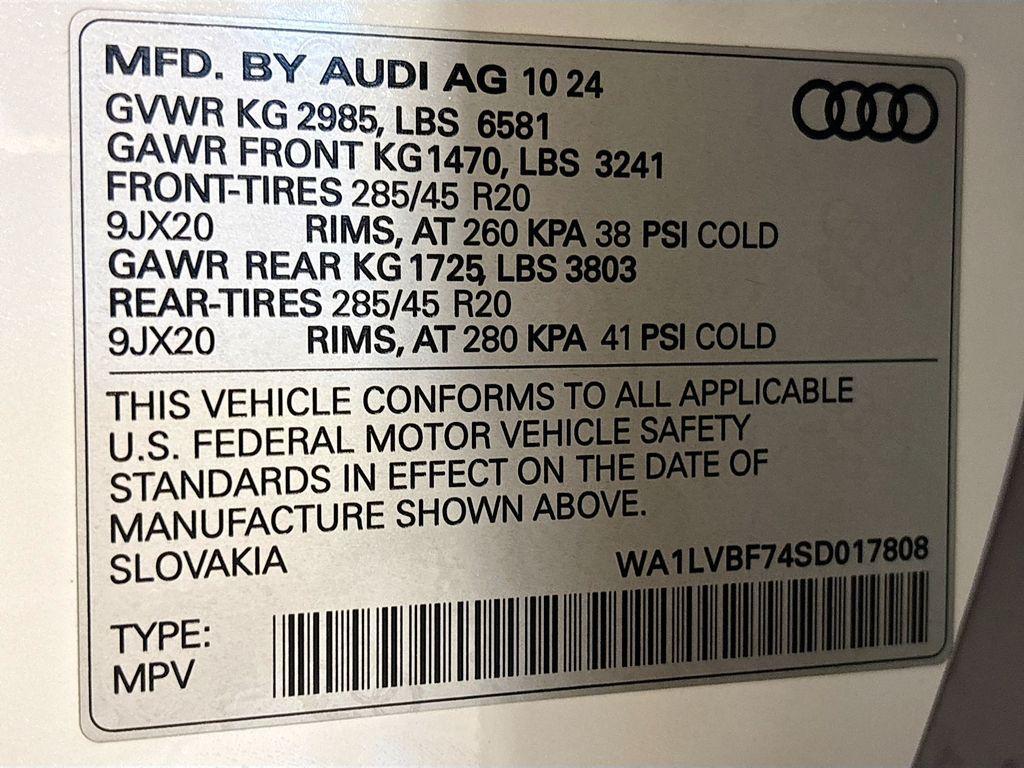 MFD. BY AUDI AG 10 24
GVWR KG 2985, LBS 6581
GAWR FRONT KG 1470, LBS 3241
FRONT-TIRES 285/45 R20
9JX20 RIMS, AT 260 KPA 38 PSI COLD
GAWR REAR KG 1725, LBS 3803
REAR-TIRES 285/45 R20
9JX20 RIMS, AT 280 KPA 41 PSI COLD
THIS VEHICLE CONFORMS TO ALL APPLICABLE
U.S. FEDERAL MOTOR VEHICLE SAFETY
STANDARDS IN EFFECT ON THE DATE OF
MANUFACTURE SHOWN ABOVE.
SLOVAKIA WA1LVBF74SD017808
TYPE:
MPV